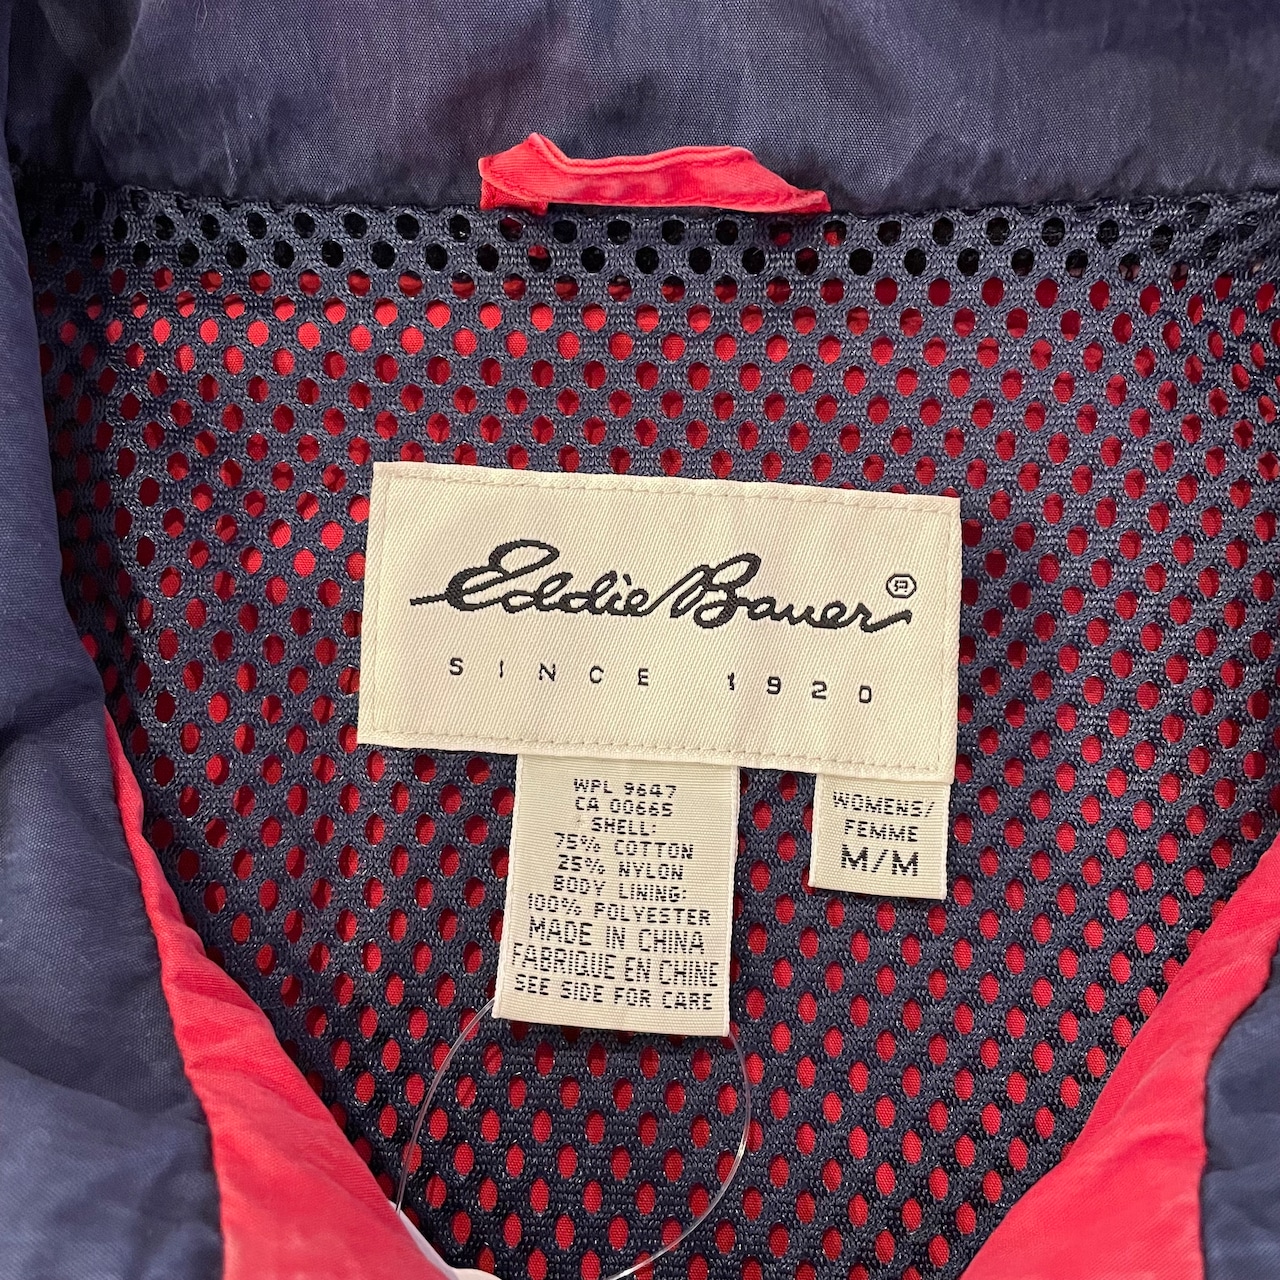 Eddie Bauer ®
SINCE 1920
WPL 9647
CA 00665
SHELL:
75% COTTON
25% NYLON
BODY LINING:
100% POLYESTER
MADE IN CHINA
FABRIQUE EN CHINE
SEE SIDE FOR CARE
WOMENS/
FEMME
M/M